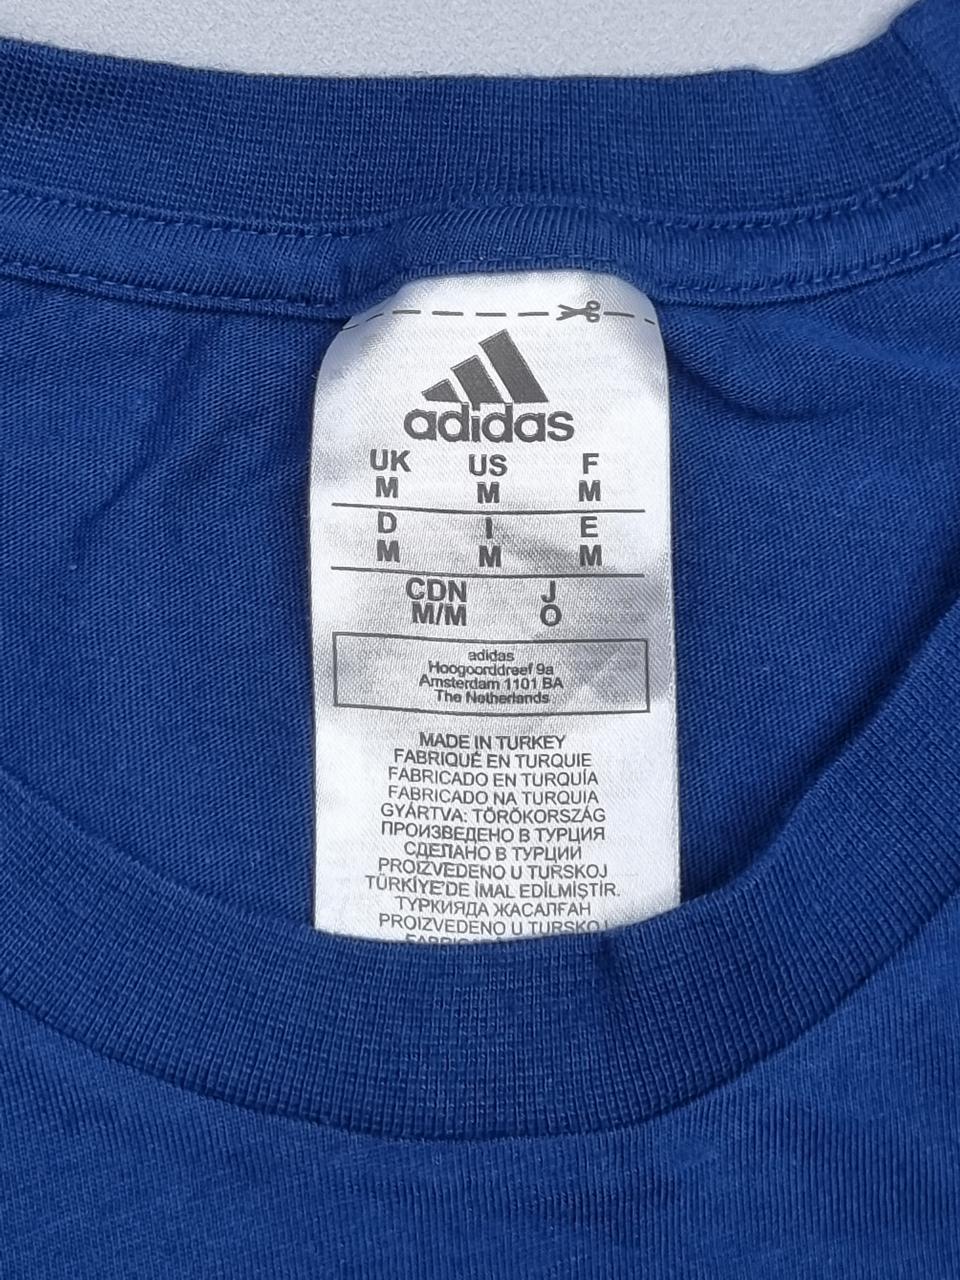 adidas
UK US F
M M M
D I E
M M M
CDN J
M/M O
adidas
Hoogoorddreef 9a
Amsterdam 1101 BA
The Netherlands
MADE IN TURKEY
FABRIQUÉ EN TURQUIE
FABRICADO EN TURQUÍA
FABRICADO NA TURQUIA
GYÁRTVA: TÖRÖKORSZÁG
ПРОИЗВЕДЕНО В ТУРЦИЯ
СДЕЛАНО В ТУРЦИИ
PROIZVEDENO U TURSKOJ
TÜRKİYE'DE İMAL EDİLMİŞTİR.
ТУРКИЯДА ЖАСАЛҒАН
PROIZVEDENO U TURSKOJ